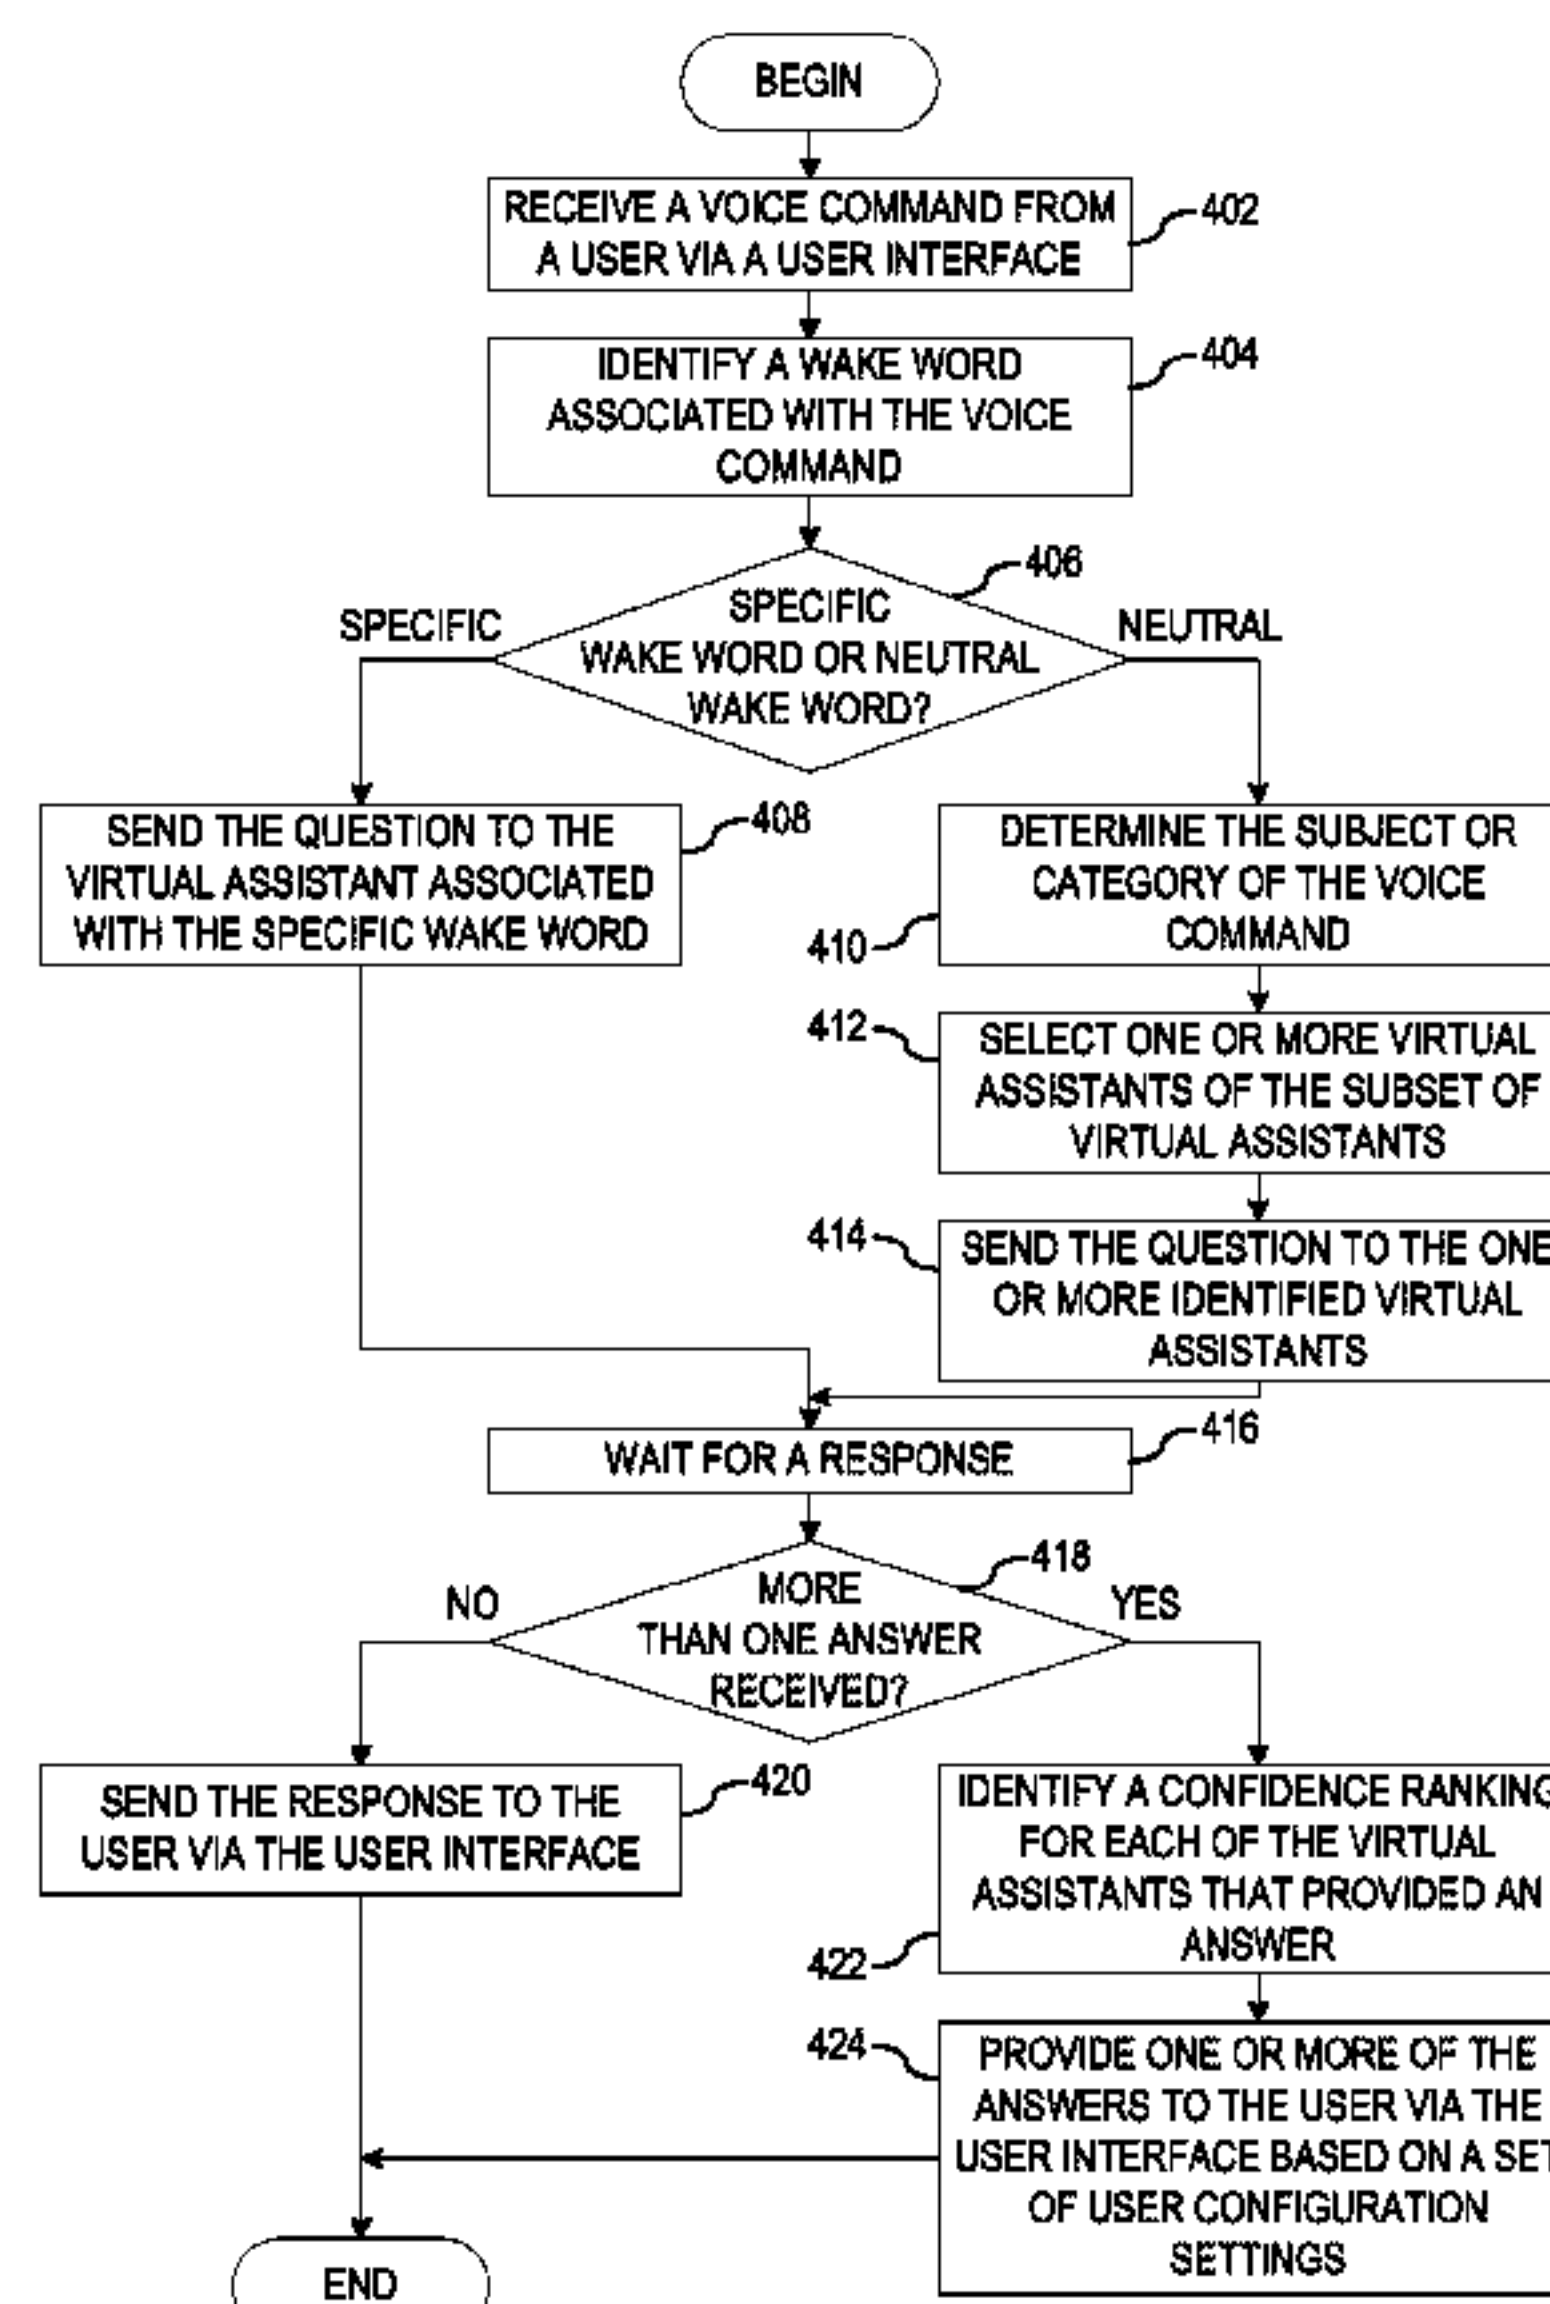 BEGIN
RECEIVE A VOICE COMMAND FROM
A USER VIA A USER INTERFACE
402
IDENTIFY A WAKE WORD
ASSOCIATED WITH THE VOICE
COMMAND
404
406
SPECIFIC
WAKE WORD OR NEUTRAL
WAKE WORD?
SPECIFIC
NEUTRAL
SEND THE QUESTION TO THE
VIRTUAL ASSISTANT ASSOCIATED
WITH THE SPECIFIC WAKE WORD
408
DETERMINE THE SUBJECT OR
CATEGORY OF THE VOICE
COMMAND
410
412
SELECT ONE OR MORE VIRTUAL
ASSISTANTS OF THE SUBSET OF
VIRTUAL ASSISTANTS
414
SEND THE QUESTION TO THE ONE
OR MORE IDENTIFIED VIRTUAL
ASSISTANTS
WAIT FOR A RESPONSE
416
418
MORE
THAN ONE ANSWER
RECEIVED?
NO
YES
SEND THE RESPONSE TO THE
USER VIA THE USER INTERFACE
420
IDENTIFY A CONFIDENCE RANKING
FOR EACH OF THE VIRTUAL
ASSISTANTS THAT PROVIDED AN
ANSWER
422
424
PROVIDE ONE OR MORE OF THE
ANSWERS TO THE USER VIA THE
USER INTERFACE BASED ON A SET
OF USER CONFIGURATION
SETTINGS
END